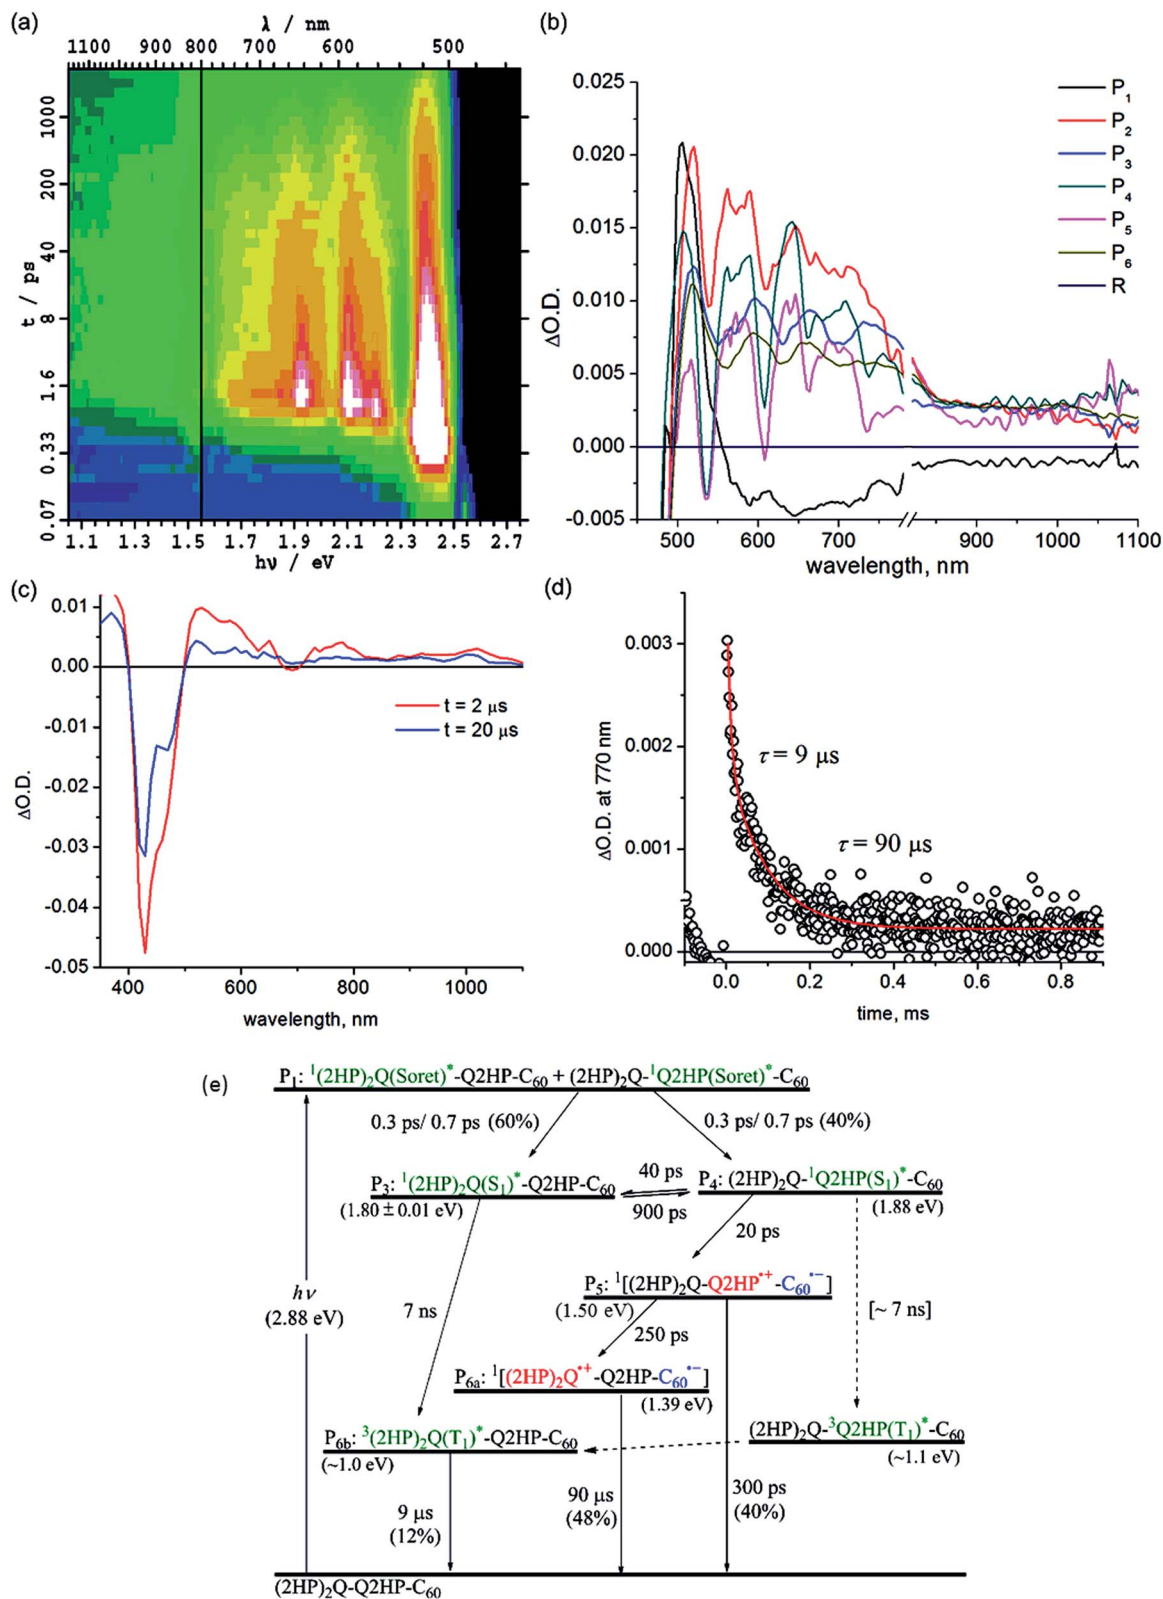 (a)
λ / nm
1100 900 800 700 600 500
t / ps
1000
200
40
8
1.6
0.33
0.07
1.1 1.3 1.5 1.7 1.9 2.1 2.3 2.5 2.7
hν / eV
(b)
ΔO.D.
0.025
0.020
0.015
0.010
0.005
0.000
-0.005
P1
P2
P3
P4
P5
P6
R
500 600 700 900 1000 1100
wavelength, nm
(c)
ΔO.D.
0.01
0.00
-0.01
-0.02
-0.03
-0.04
-0.05
t = 2 μs
t = 20 μs
400 600 800 1000
wavelength, nm
(d)
ΔO.D. at 770 nm
0.003
0.002
0.001
0.000
τ = 9 μs
τ = 90 μs
0.0 0.2 0.4 0.6 0.8
time, ms
(e)
P1: 1(2HP)2Q(Soret)*-Q2HP-C60 + (2HP)2Q-1Q2HP(Soret)*-C60
0.3 ps/ 0.7 ps (60%)
0.3 ps/ 0.7 ps (40%)
P3: 1(2HP)2Q(S1)*-Q2HP-C60
(1.80 ± 0.01 eV)
40 ps
900 ps
P4: (2HP)2Q-1Q2HP(S1)*-C60
(1.88 eV)
20 ps
hν
(2.88 eV)
7 ns
P5: 1[(2HP)2Q-Q2HP•+-C60•−]
(1.50 eV)
[~ 7 ns]
250 ps
P6a: 1[(2HP)2Q•+-Q2HP-C60•−]
(1.39 eV)
P6b: 3(2HP)2Q(T1)*-Q2HP-C60
(~1.0 eV)
(2HP)2Q-3Q2HP(T1)*-C60
(~1.1 eV)
9 μs
(12%)
90 μs
(48%)
300 ps
(40%)
(2HP)2Q-Q2HP-C60